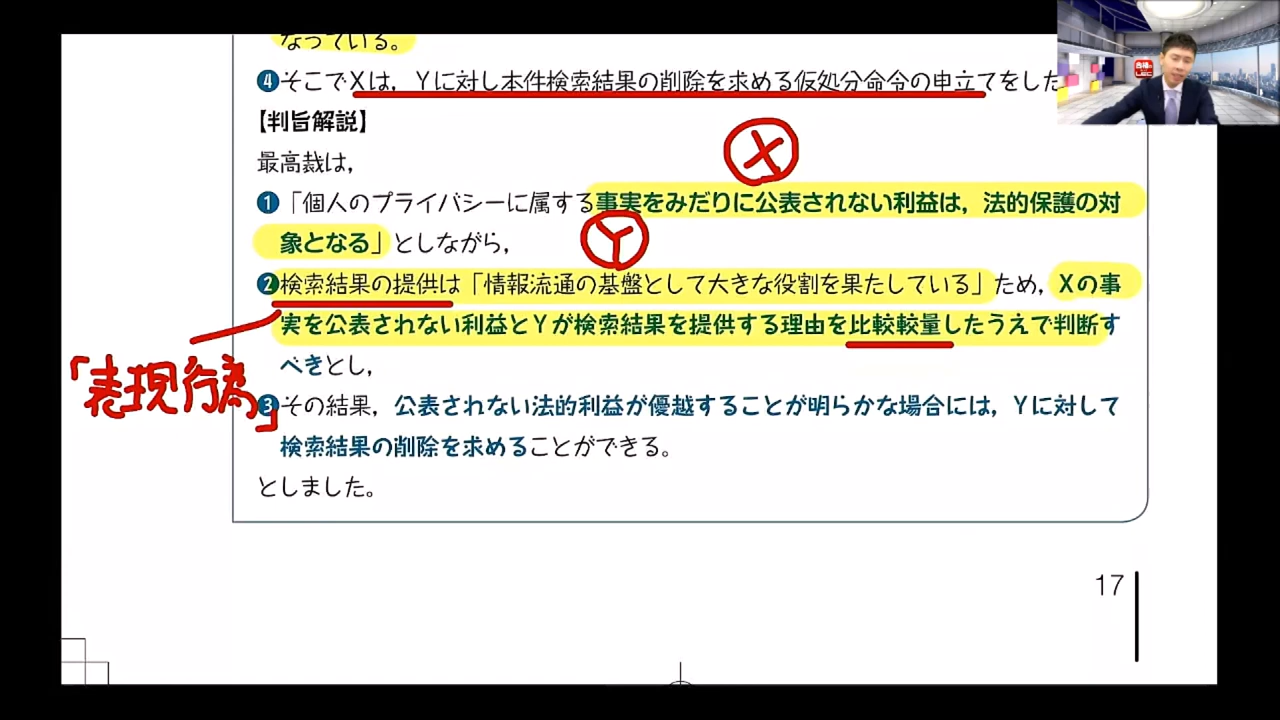 なっている。
❹そこでXは，Yに対し本件検索結果の削除を求める仮処分命令の申立てをした
【判旨解説】
最高裁は，
X
❶「個人のプライバシーに属する事実をみだりに公表されない利益は，法的保護の対
象となる」としながら，
Y
❷検索結果の提供は「情報流通の基盤として大きな役割を果たしている」ため，Xの事
実を公表されない利益とYが検索結果を提供する理由を比較較量したうえで判断す
べきとし，
「表現行為」
❸その結果，公表されない法的利益が優越することが明らかな場合には，Yに対して
検索結果の削除を求めることができる。
としました。
17